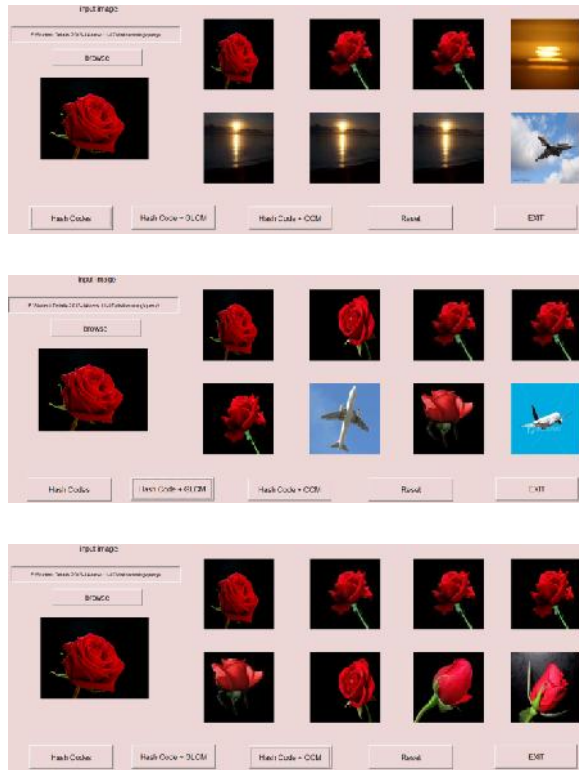 input image
browse
Hash Codes
Hash Code + GLCM
Hash Code + CCM
Reset
EXIT
input image
browse
Hash Codes
Hash Code + GLCM
Hash Code + CCM
Reset
EXIT
input image
browse
Hash Codes
Hash Code + GLCM
Hash Code + CCM
Reset
EXIT